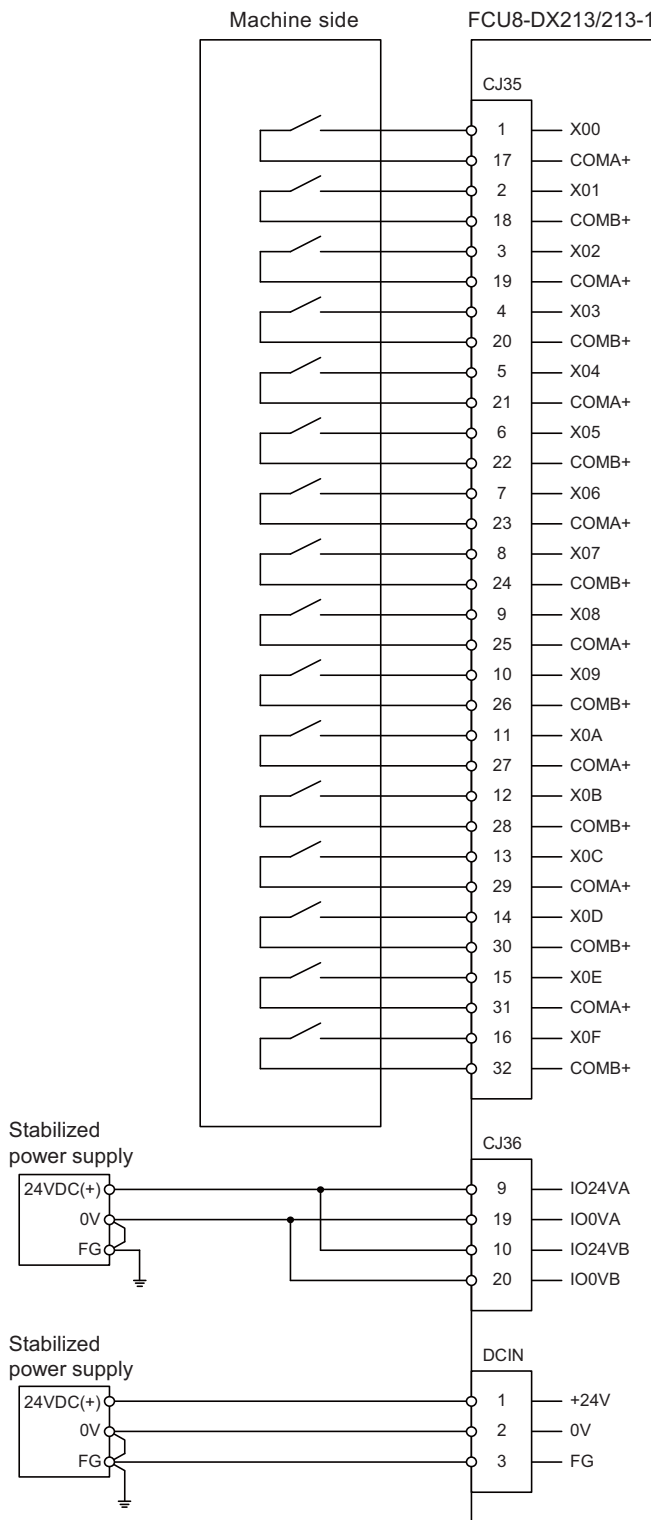 Machine side FCU8-DX213/213-1
CJ35
1 X00
17 COMA+
2 X01
18 COMB+
3 X02
19 COMA+
4 X03
20 COMB+
5 X04
21 COMA+
6 X05
22 COMB+
7 X06
23 COMA+
8 X07
24 COMB+
9 X08
25 COMA+
10 X09
26 COMB+
11 X0A
27 COMA+
12 X0B
28 COMB+
13 X0C
29 COMA+
14 X0D
30 COMB+
15 X0E
31 COMA+
16 X0F
32 COMB+
Stabilized
power supply
CJ36
24VDC(+) 9 IO24VA
0V 19 IO0VA
FG 10 IO24VB
20 IO0VB
Stabilized
power supply
DCIN
24VDC(+) 1 +24V
0V 2 0V
FG 3 FG